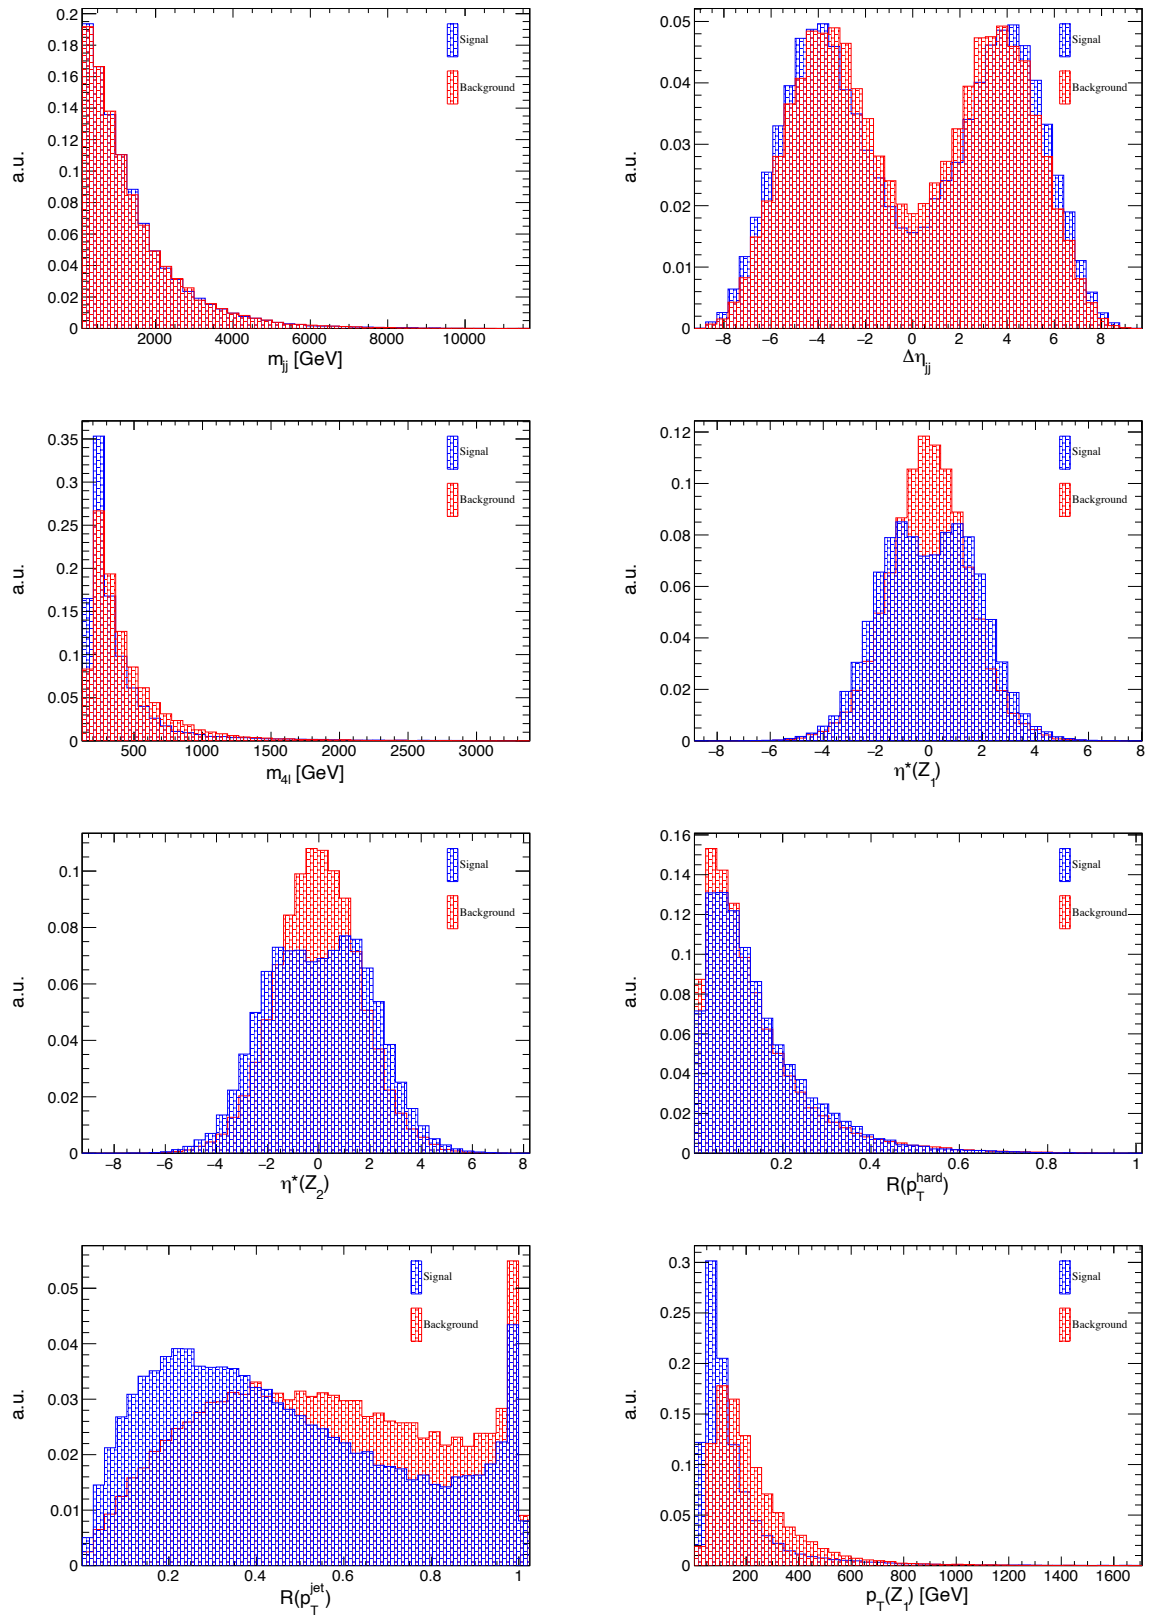 0.2
0.18
0.16
0.14
0.12
0.1
0.08
0.06
0.04
0.02
0
a.u.
2000 4000 6000 8000 10000
m_jj [GeV]
Signal
Background
0.05
0.04
0.03
0.02
0.01
0
a.u.
−8 −6 −4 −2 0 2 4 6 8
Δη_jj
Signal
Background
0.35
0.3
0.25
0.2
0.15
0.1
0.05
0
a.u.
500 1000 1500 2000 2500 3000
m_4l [GeV]
Signal
Background
0.12
0.1
0.08
0.06
0.04
0.02
0
a.u.
−8 −6 −4 −2 0 2 4 6 8
η*(Z_1)
Signal
Background
0.1
0.08
0.06
0.04
0.02
0
a.u.
−8 −6 −4 −2 0 2 4 6 8
η*(Z_2)
Signal
Background
0.16
0.14
0.12
0.1
0.08
0.06
0.04
0.02
0
a.u.
0.2 0.4 0.6 0.8 1
R(p_T^hard)
Signal
Background
0.05
0.04
0.03
0.02
0.01
0
a.u.
0.2 0.4 0.6 0.8 1
R(p_T^jet)
Signal
Background
0.3
0.25
0.2
0.15
0.1
0.05
0
a.u.
200 400 600 800 1000 1200 1400 1600
p_T(Z_1) [GeV]
Signal
Background